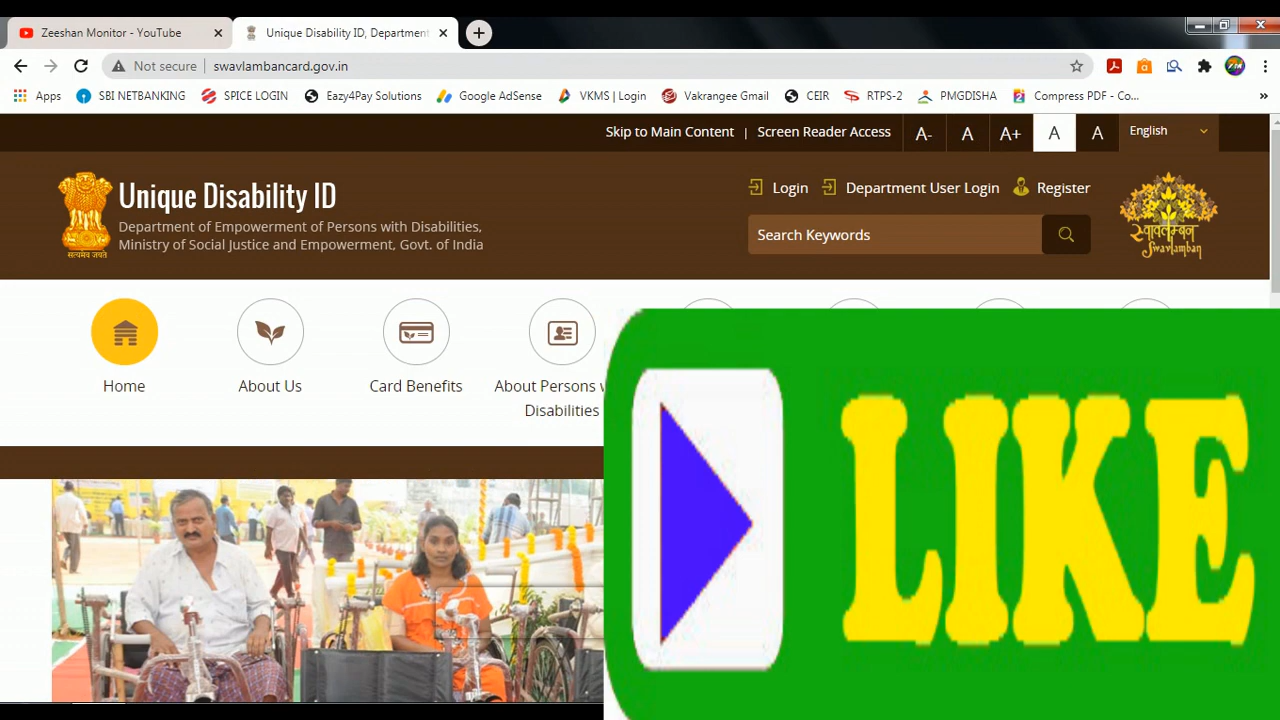 Zeeshan Monitor - YouTube
Unique Disability ID, Department
Not secure
swavlambancard.gov.in
Apps
SBI NETBANKING
SPICE LOGIN
Eazy4Pay Solutions
Google AdSense
VKMS | Login
Vakrangee Gmail
CEIR
RTPS-2
PMGDISHA
Compress PDF - Co...
Skip to Main Content | Screen Reader Access
A-
A
A+
A
A
English
Unique Disability ID
Department of Empowerment of Persons with Disabilities,
Ministry of Social Justice and Empowerment, Govt. of India
सत्यमेव जयते
Login
Department User Login
Register
Search Keywords
स्वावलम्बन
Swavlamban
Home
About Us
Card Benefits
About Persons
Disabilities
LIKE